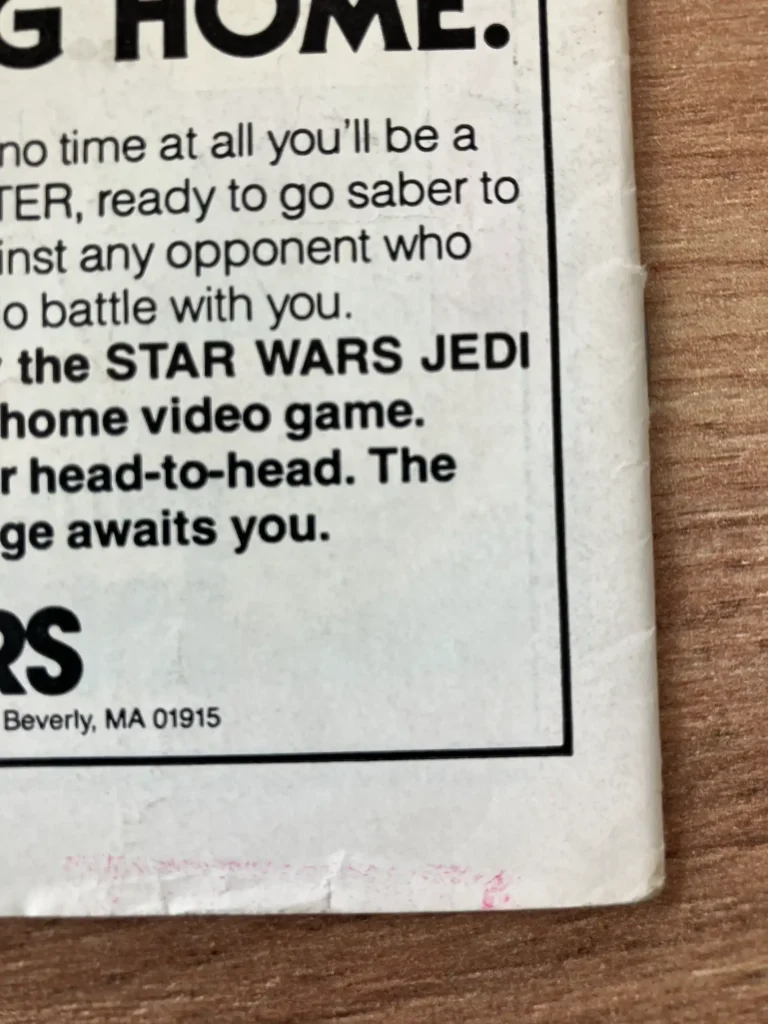 G HOME.
no time at all you'll be a
TER, ready to go saber to
inst any opponent who
o battle with you.
the STAR WARS JEDI
home video game.
r head-to-head. The
ge awaits you.
RS
Beverly, MA 01915